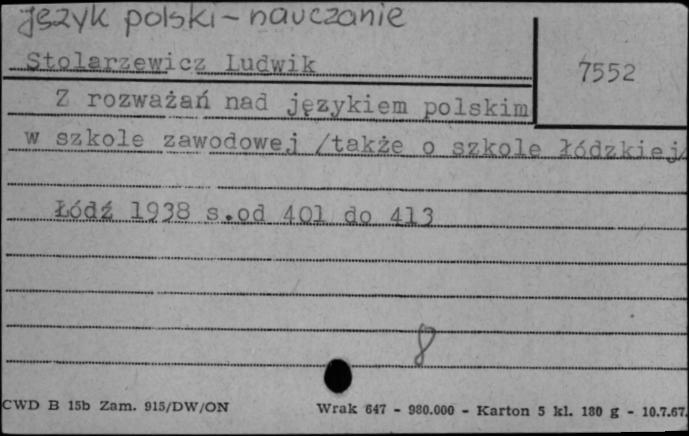 język polski - nauczanie
Stolarzewicz Ludwik
7552
Z rozważań nad językiem polskim
w szkole zawodowej /także o szkole łódzkiej/
Łódź 1938 s.od 401 do 413
8
CWD B 15b Zam. 915/DW/ON
Wrak 647 - 980.000 - Karton 5 kl. 180 g - 10.7.67.